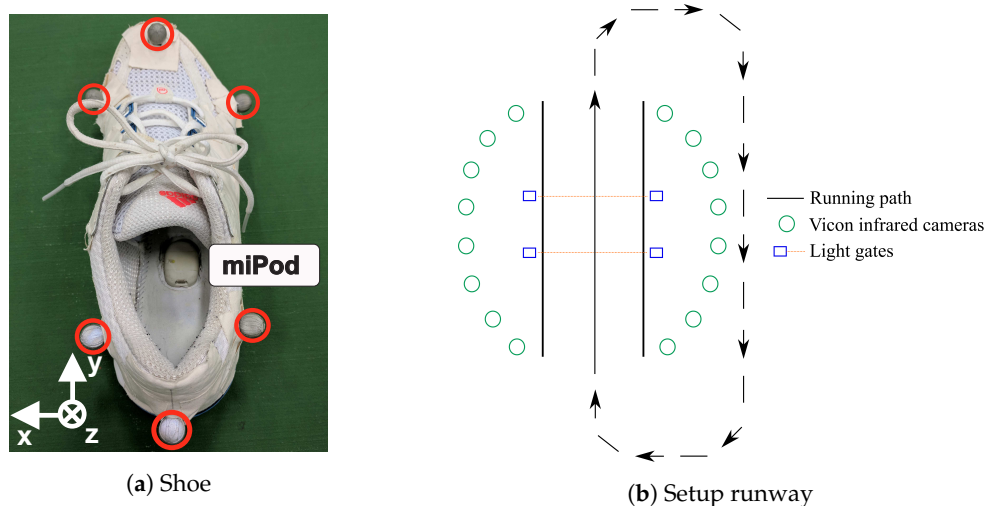 miPod
y
x
z
(a) Shoe
Running path
Vicon infrared cameras
Light gates
(b) Setup runway